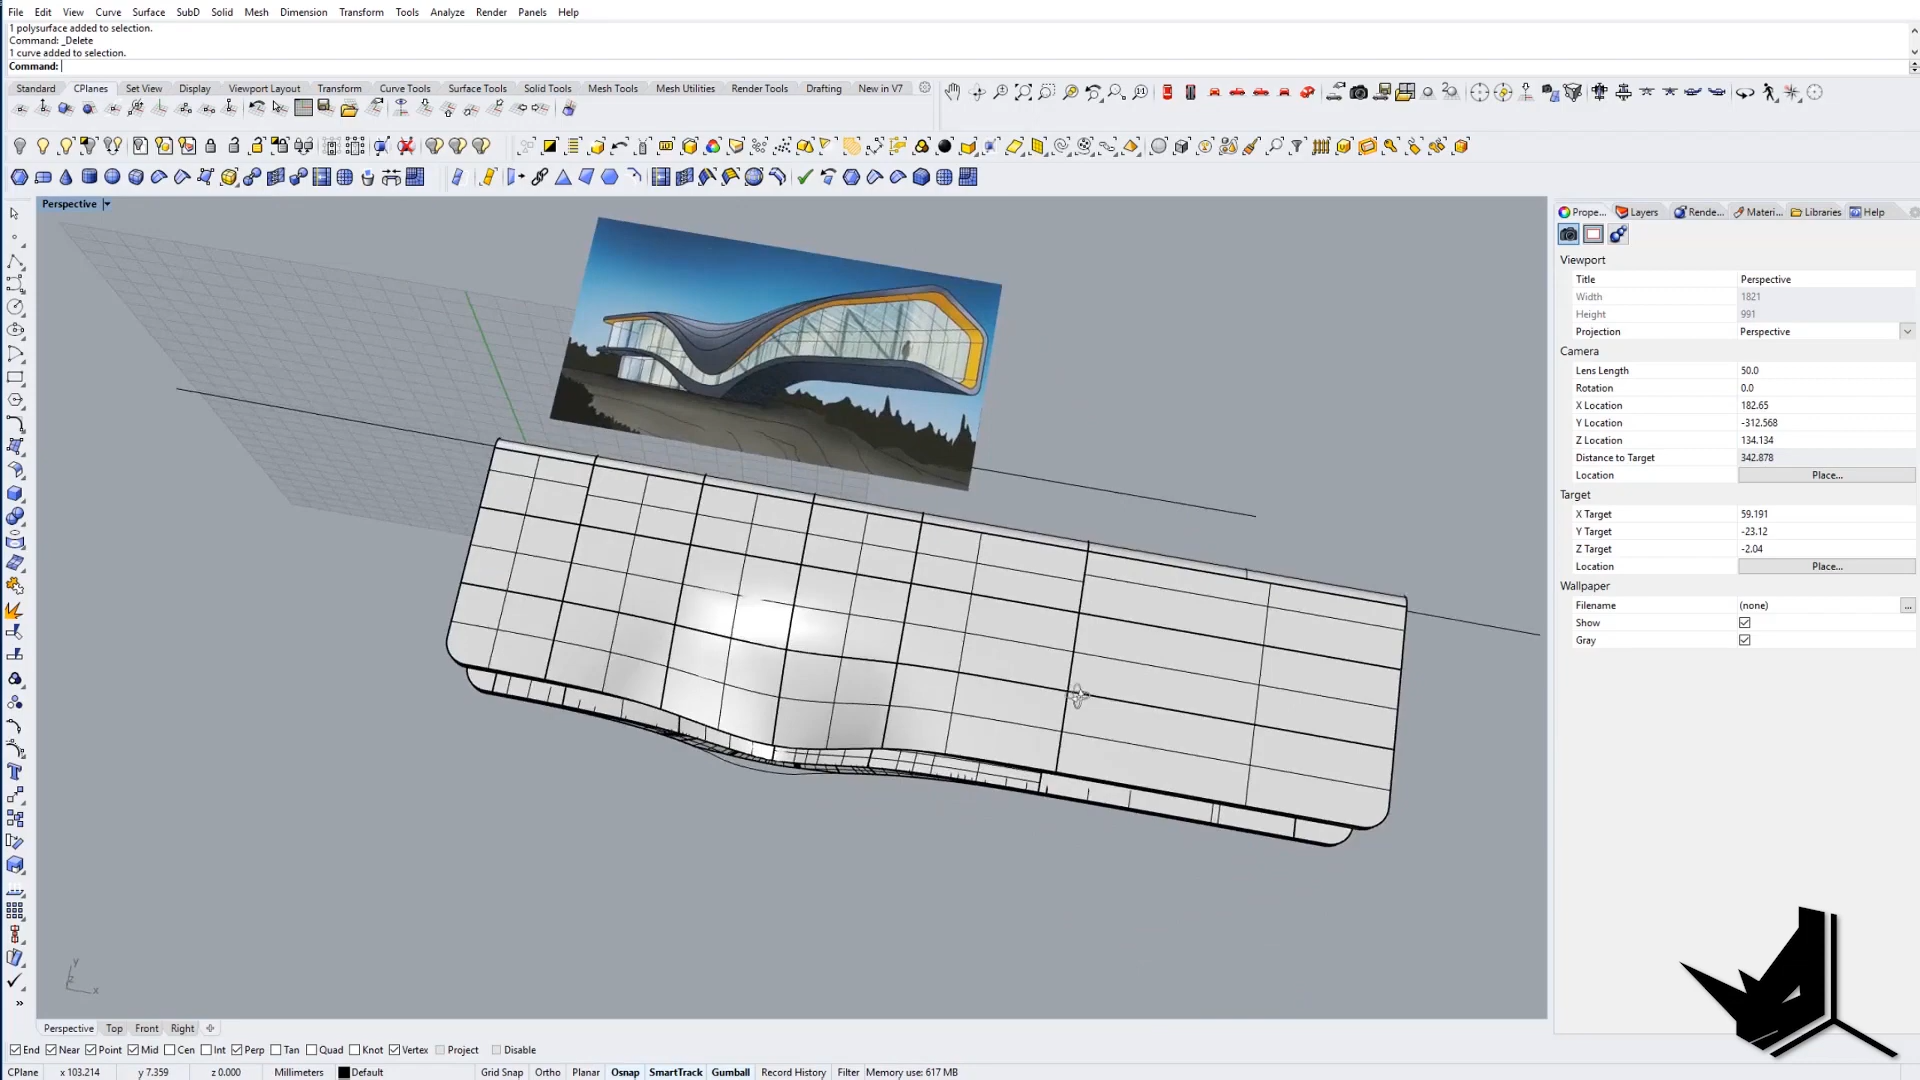 File Edit View Curve Surface SubD Solid Mesh Dimension Transform Tools Analyze Render Panels Help
1 polysurface added to selection.
Command: _Delete
1 curve added to selection.
Command:
Standard CPlanes Set View Display Viewport Layout Transform Curve Tools Surface Tools Solid Tools Mesh Tools Mesh Utilities Render Tools Drafting New in V7
Perspective
Prope... Layers Rende... Materi... Libraries Help
Viewport
Title Perspective
Width 1821
Height 991
Projection Perspective
Camera
Lens Length 50.0
Rotation 0.0
X Location 182.65
Y Location -312.568
Z Location 134.134
Distance to Target 342.878
Location Place...
Target
X Target 59.191
Y Target -23.12
Z Target -2.04
Location Place...
Wallpaper
Filename (none) ...
Show
Gray
y
z
x
Perspective Top Front Right
End Near Point Mid Cen Int Perp Tan Quad Knot Vertex Project Disable
CPlane x 103.214 y 7.359 z 0.000 Millimeters Default Grid Snap Ortho Planar Osnap SmartTrack Gumball Record History Filter Memory use: 617 MB